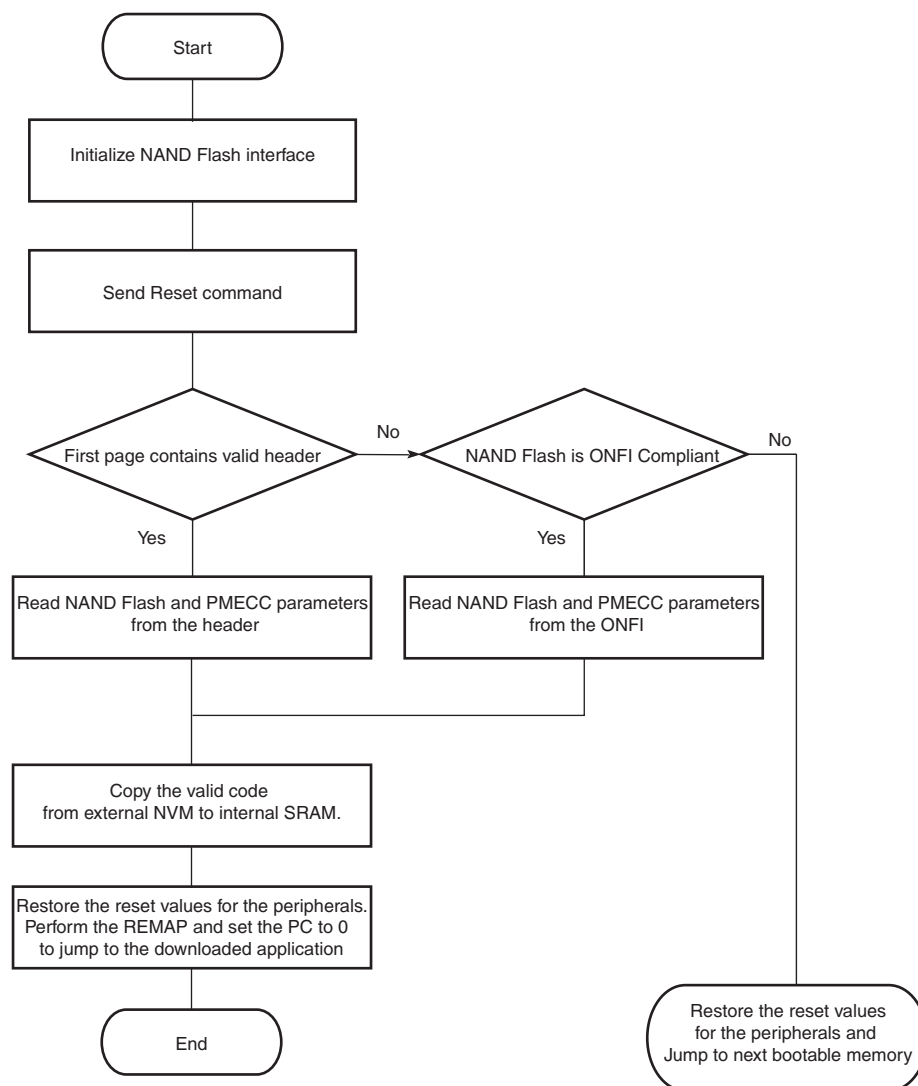 Start
Initialize NAND Flash interface
Send Reset command
First page contains valid header
No
NAND Flash is ONFI Compliant
No
Yes
Yes
Read NAND Flash and PMECC parameters
from the header
Read NAND Flash and PMECC parameters
from the ONFI
Copy the valid code
from external NVM to internal SRAM.
Restore the reset values for the peripherals.
Perform the REMAP and set the PC to 0
to jump to the downloaded application
End
Restore the reset values
for the peripherals and
Jump to next bootable memory